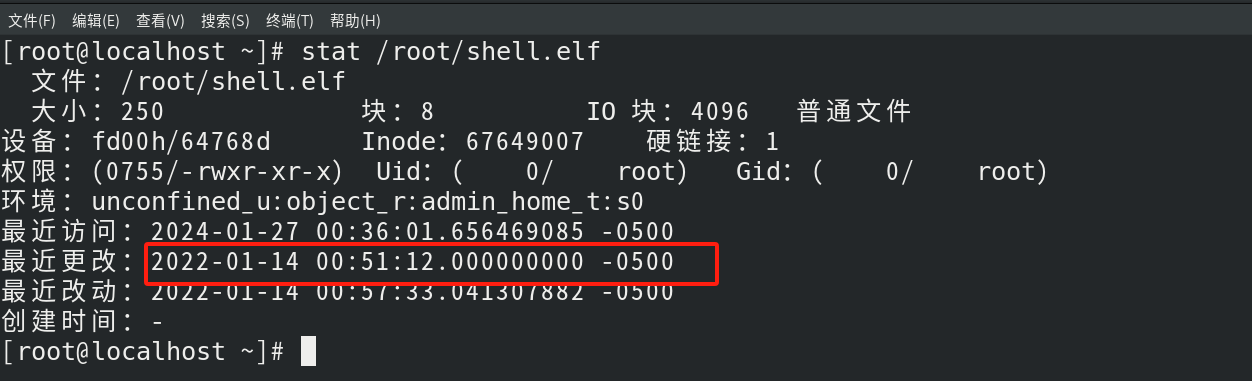 文件(F) 编辑(E) 查看(V) 搜索(S) 终端(T) 帮助(H)
[root@localhost ~]# stat /root/shell.elf
文件：/root/shell.elf
大小：250 块：8 IO 块：4096 普通文件
设备：fd00h/64768d Inode：67649007 硬链接：1
权限：(0755/-rwxr-xr-x) Uid：( 0/ root) Gid：( 0/ root)
环境：unconfined_u:object_r:admin_home_t:s0
最近访问：2024-01-27 00:36:01.656469085 -0500
最近更改：2022-01-14 00:51:12.000000000 -0500
最近改动：2022-01-14 00:57:33.041307882 -0500
创建时间：-
[root@localhost ~]#